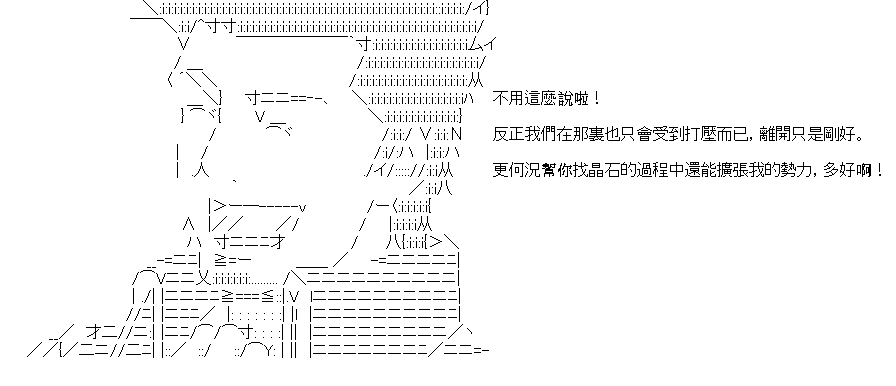 不用這麼說啦！
反正我們在那裏也只會受到打壓而已，離開只是剛好。
更何況幫你找晶石的過程中還能擴張我的勢力，多好啊！